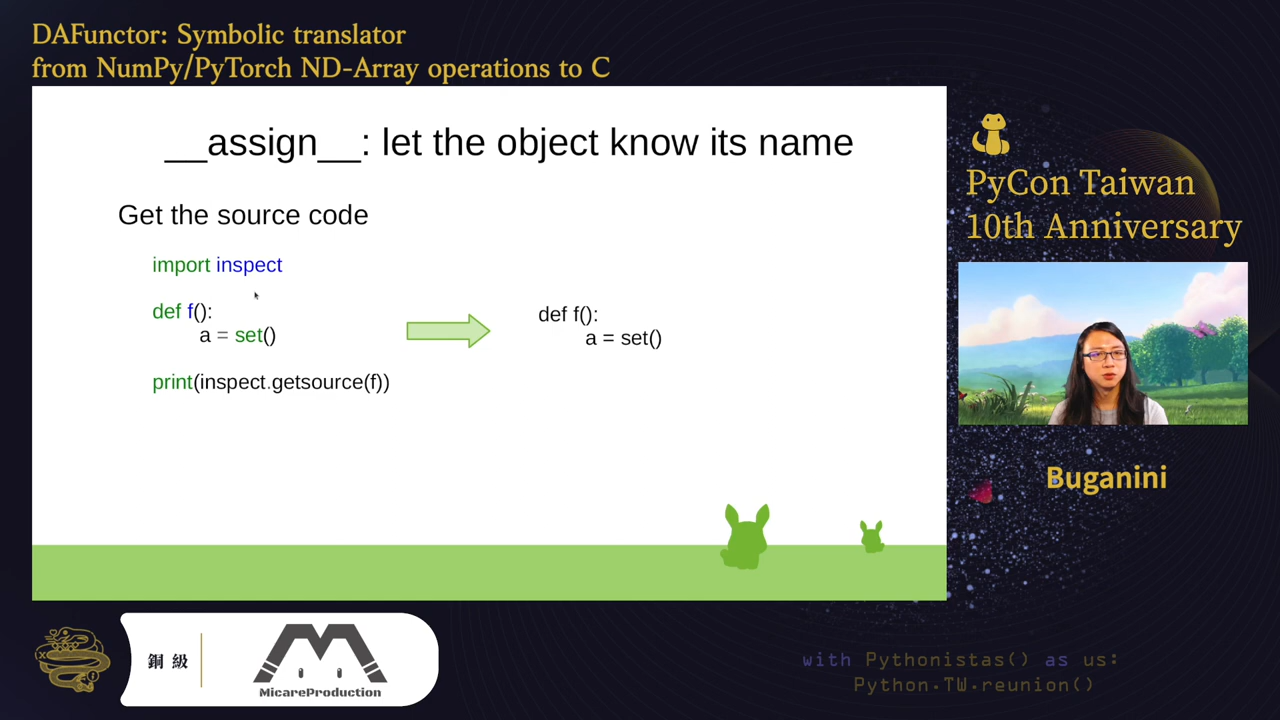 DAFunctor: Symbolic translator
from NumPy/PyTorch ND-Array operations to C
__assign__: let the object know its name
Get the source code
import inspect
def f():
a = set()
print(inspect.getsource(f))
def f():
a = set()
PyCon Taiwan
10th Anniversary
Buganini
銅 級
MicareProduction
with Pythonistas() as us:
Python.TW.reunion()